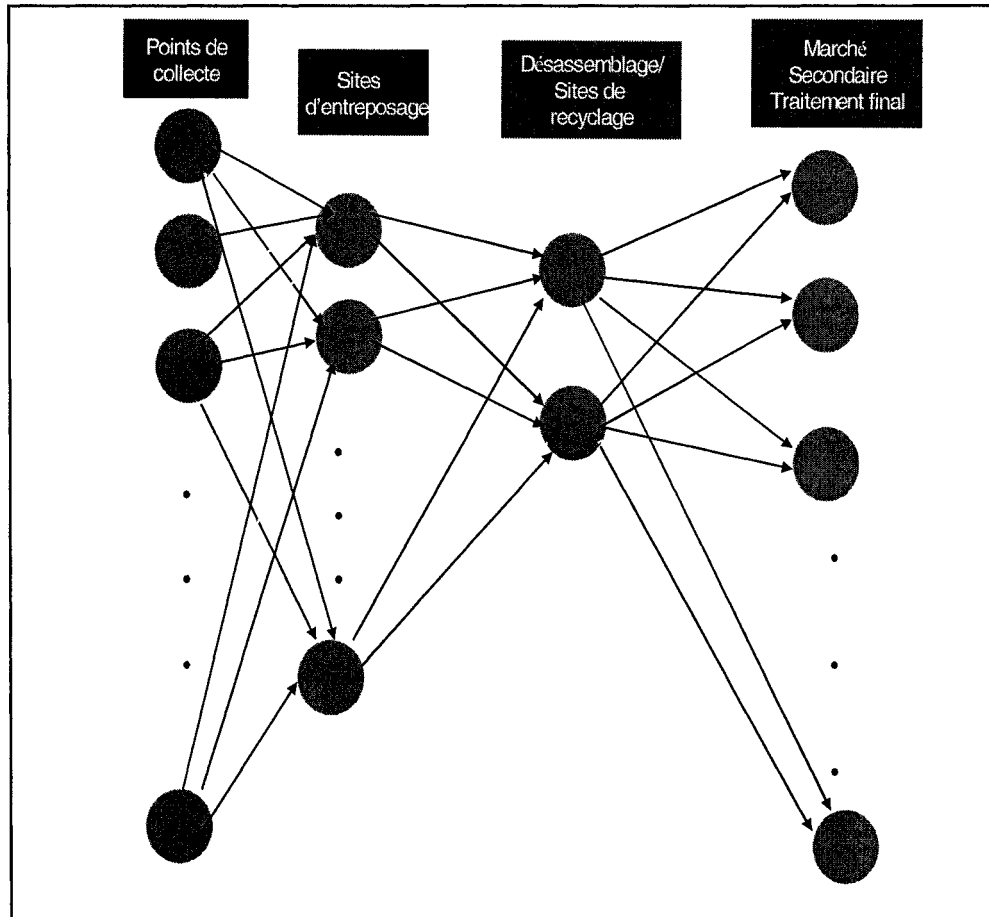 Points de
collecte
Sites
d'entreposage
Désassemblage/
Sites de
recyclage
Marché
Secondaire
Traitement final